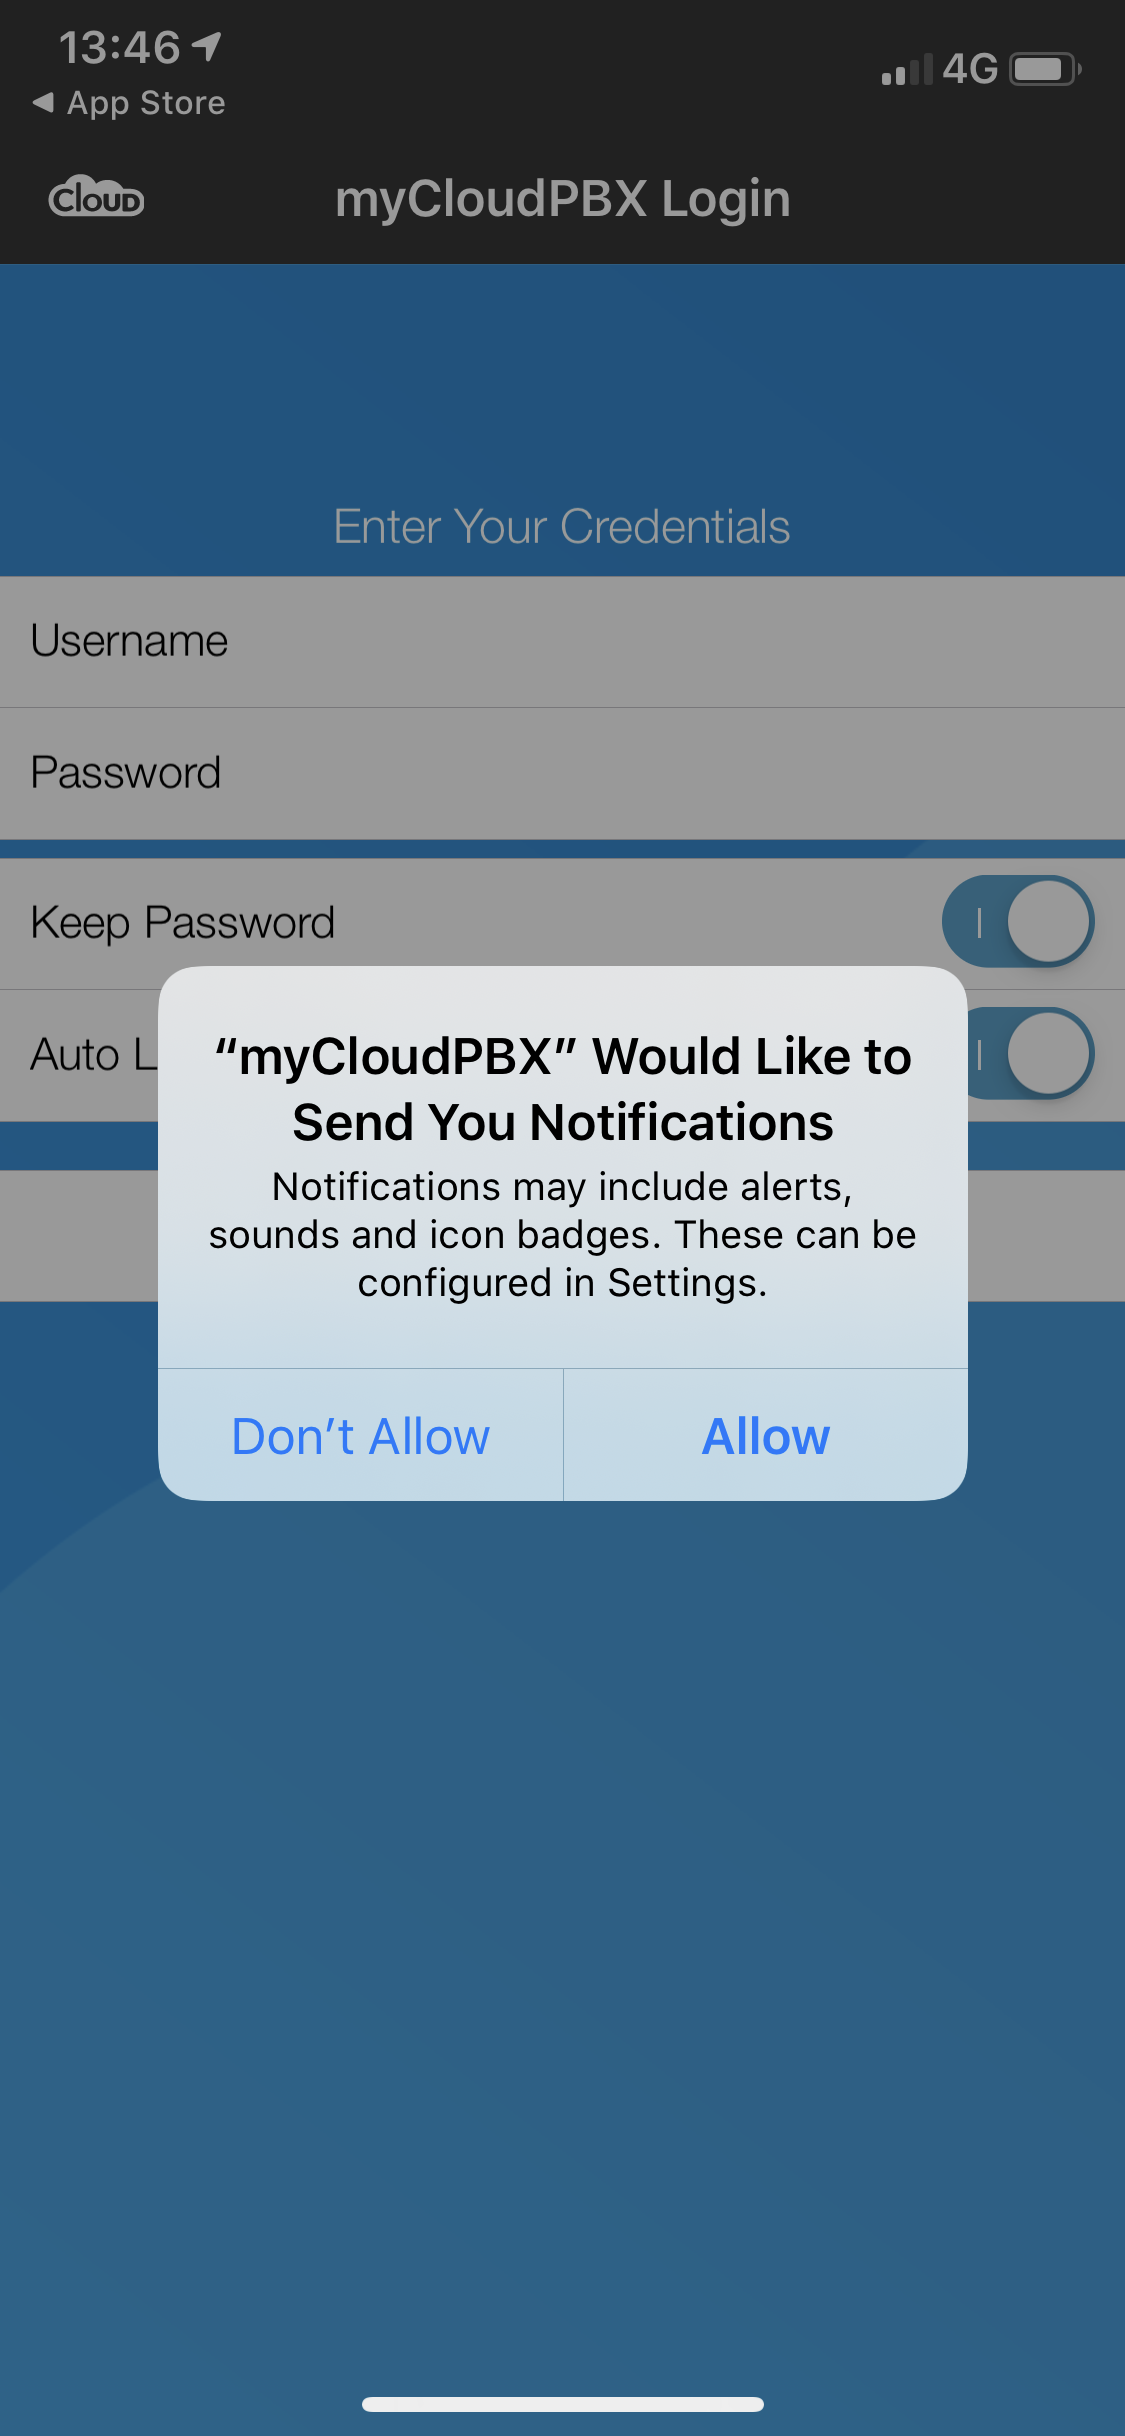 13:46
4G
App Store
CLOUD
myCloudPBX Login
Enter Your Credentials
Username
Password
Keep Password
Auto L
“myCloudPBX” Would Like to
Send You Notifications
Notifications may include alerts,
sounds and icon badges. These can be
configured in Settings.
Don’t Allow
Allow